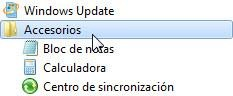 Windows Update
Accesorios
Bloc de notas
Calculadora
Centro de sincronización